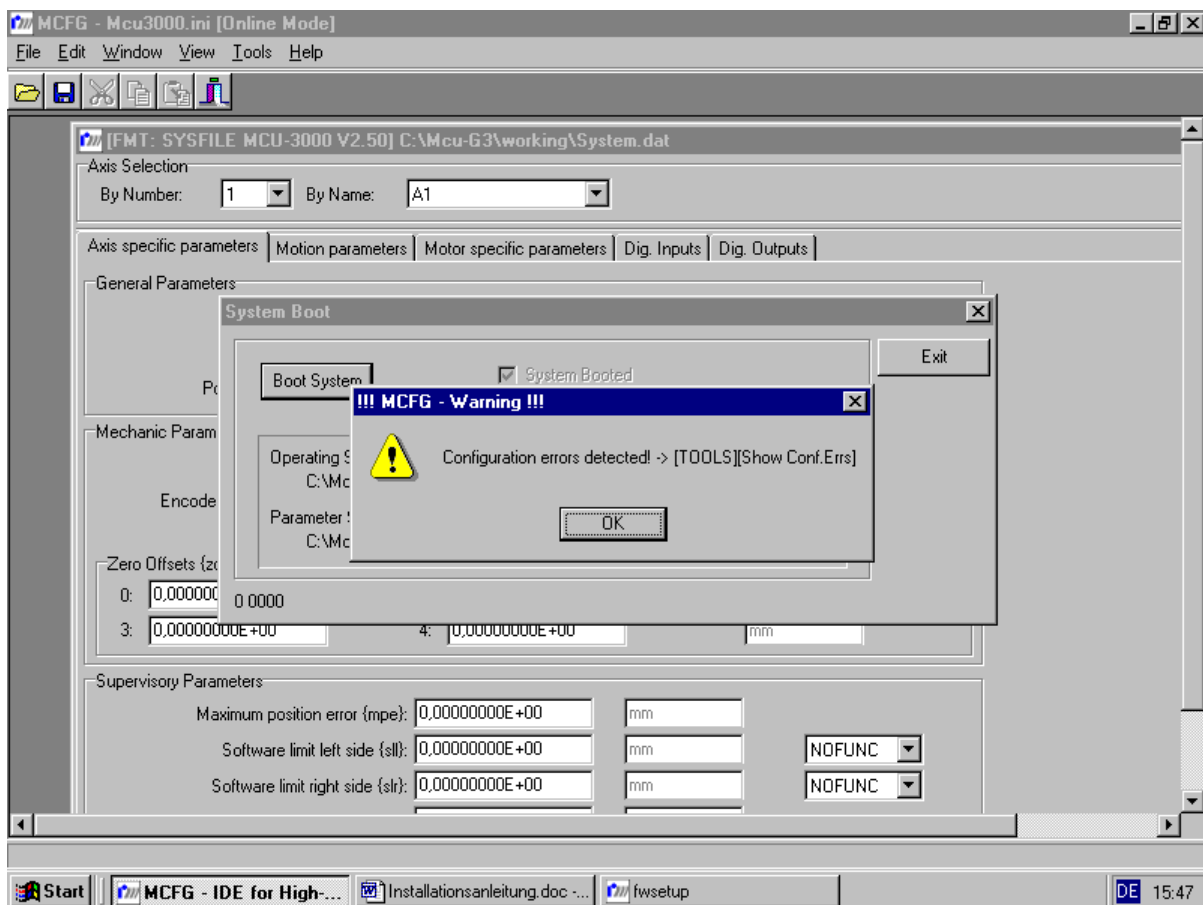 MCFG - Mcu3000.ini [Online Mode]
File Edit Window View Tools Help
[FMT: SYSFILE MCU-3000 V2.50] C:\Mcu-G3\working\System.dat
Axis Selection
By Number: 1 By Name: A1
Axis specific parameters Motion parameters Motor specific parameters Dig. Inputs Dig. Outputs
General Parameters
System Boot
Exit
Boot System System Booted
!!! MCFG - Warning !!!
Mechanic Param
Configuration errors detected! -> [TOOLS][Show Conf.Errs]
Operating S
C:\Mc
Encode
OK
Parameter S
C:\Mc
Zero Offsets {zo
0: 0,000000
0 0000
3: 0,00000000E+00 4: 0,00000000E+00 mm
Supervisory Parameters
Maximum position error {mpe}: 0,00000000E+00 mm
Software limit left side {sll}: 0,00000000E+00 mm NOFUNC
Software limit right side {slr}: 0,00000000E+00 mm NOFUNC
Start MCFG - IDE for High-... Installationsanleitung.doc -... fwsetup DE 15:47